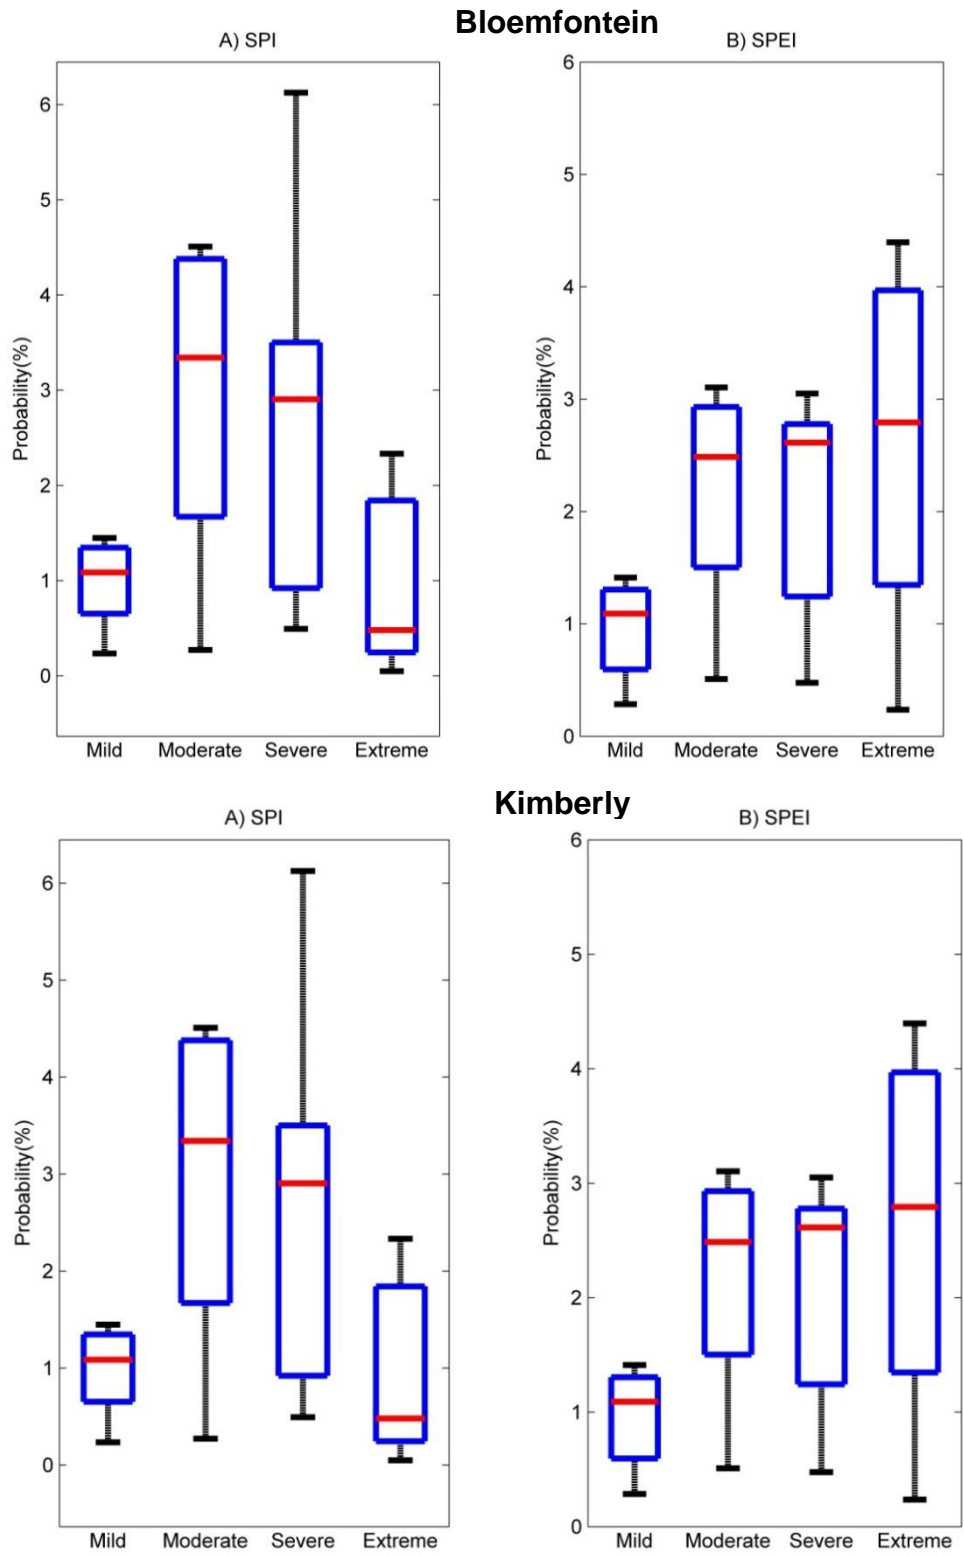 Bloemfontein
A) SPI
B) SPEI
Probability(%)
6
5
4
3
2
1
0
Mild Moderate Severe Extreme
Probability(%)
6
5
4
3
2
1
0
Mild Moderate Severe Extreme
Kimberly
A) SPI
B) SPEI
Probability(%)
6
5
4
3
2
1
0
Mild Moderate Severe Extreme
Probability(%)
6
5
4
3
2
1
0
Mild Moderate Severe Extreme